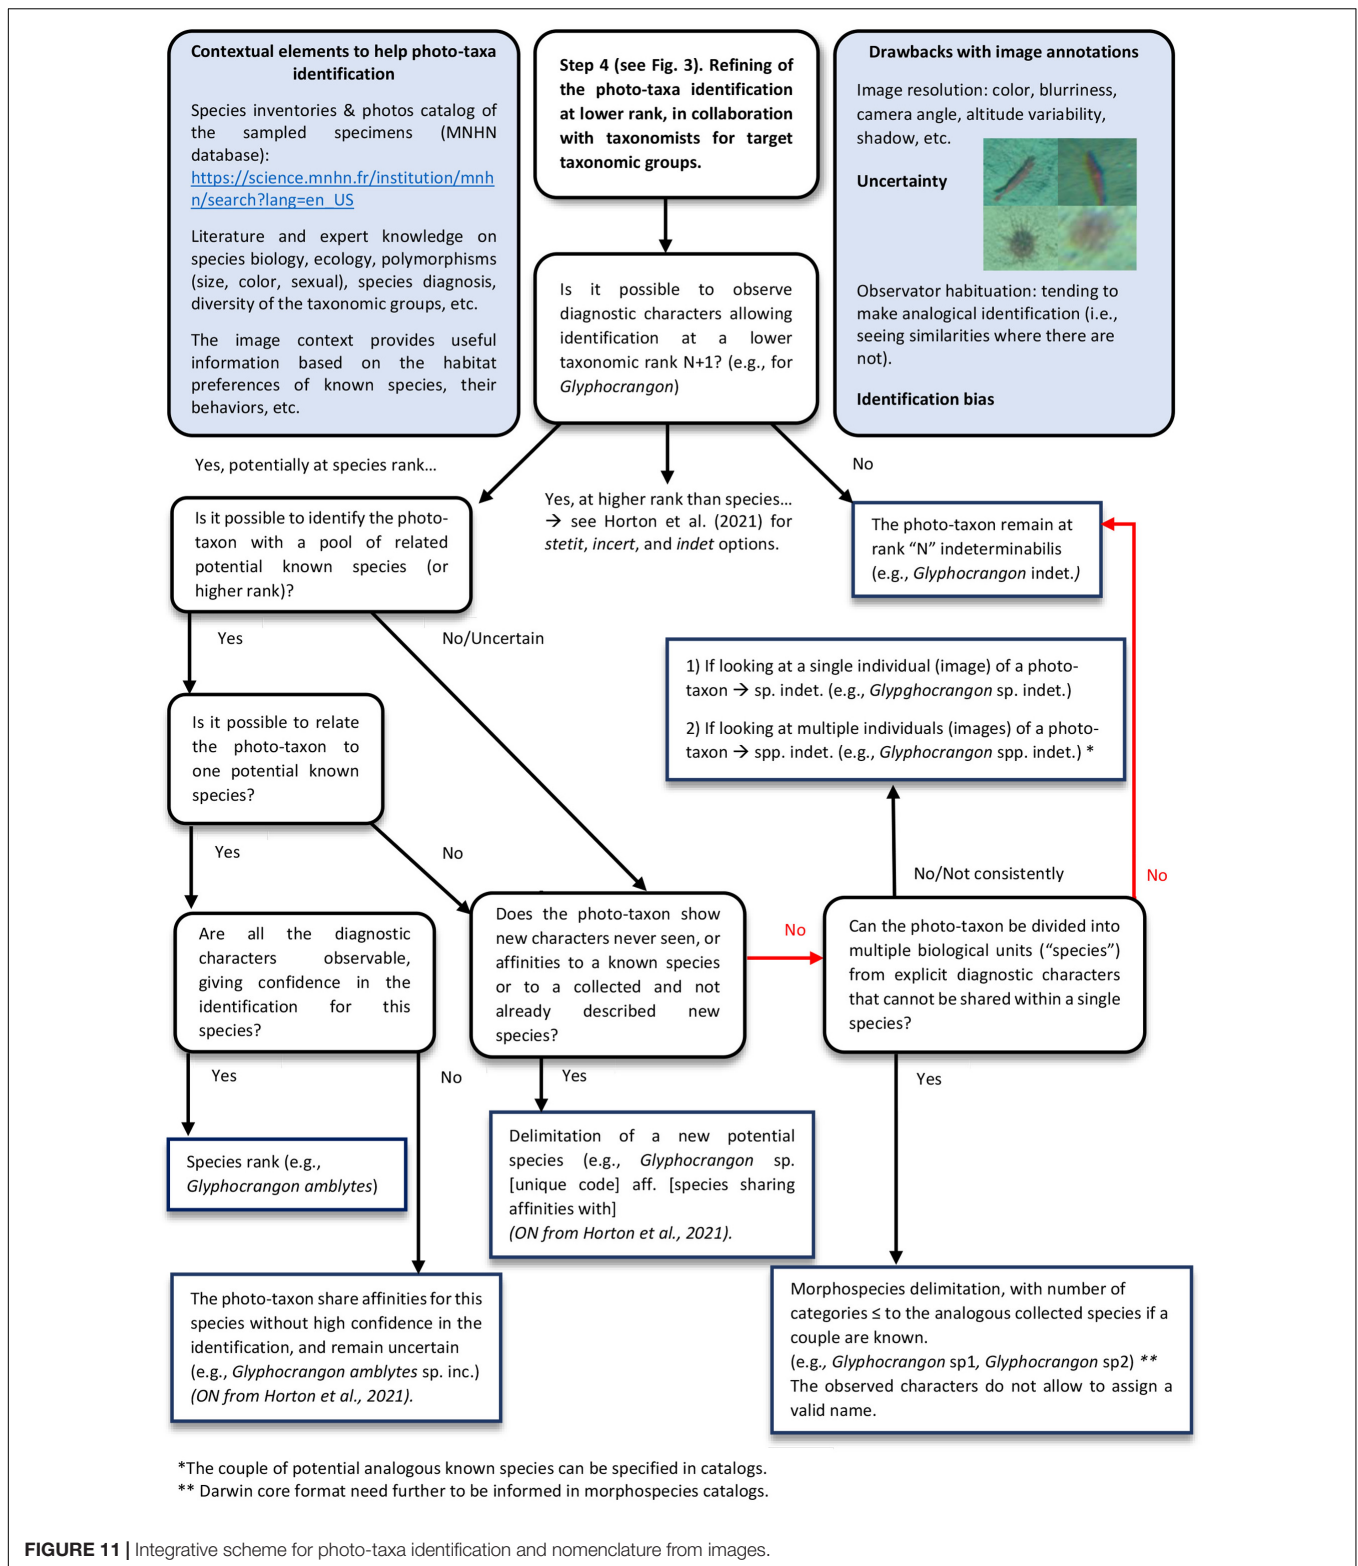 Contextual elements to help photo-taxa
identification
Species inventories & photos catalog of
the sampled specimens (MNHN
database):
https://science.mnhn.fr/institution/mnh
n/search?lang=en_US
Literature and expert knowledge on
species biology, ecology, polymorphisms
(size, color, sexual), species diagnosis,
diversity of the taxonomic groups, etc.
The image context provides useful
information based on the habitat
preferences of known species, their
behaviors, etc.
Step 4 (see Fig. 3). Refining of
the photo-taxa identification
at lower rank, in collaboration
with taxonomists for target
taxonomic groups.
Drawbacks with image annotations
Image resolution: color, blurriness,
camera angle, altitude variability,
shadow, etc.
Uncertainty
Observator habituation: tending to
make analogical identification (i.e.,
seeing similarities where there are
not).
Identification bias
Is it possible to observe
diagnostic characters allowing
identification at a lower
taxonomic rank N+1? (e.g., for
Glyphocrangon)
Yes, potentially at species rank...
Yes, at higher rank than species...
→ see Horton et al. (2021) for
stetit, incert, and indet options.
No
Is it possible to identify the photo-
taxon with a pool of related
potential known species (or
higher rank)?
The photo-taxon remain at
rank “N” indeterminabilis
(e.g., Glyphocrangon indet.)
Yes
No/Uncertain
1) If looking at a single individual (image) of a photo-
taxon → sp. indet. (e.g., Glypghocrangon sp. indet.)
2) If looking at multiple individuals (images) of a photo-
taxon → spp. indet. (e.g., Glyphocrangon spp. indet.) *
Is it possible to relate
the photo-taxon to
one potential known
species?
Yes
No
No/Not consistently
No
Are all the diagnostic
characters observable,
giving confidence in the
identification for this
species?
Does the photo-taxon show
new characters never seen, or
affinities to a known species
or to a collected and not
already described new
species?
No
Can the photo-taxon be divided into
multiple biological units (“species”)
from explicit diagnostic characters
that cannot be shared within a single
species?
Yes
No
Yes
Yes
Species rank (e.g.,
Glyphocrangon amblytes)
Delimitation of a new potential
species (e.g., Glyphocrangon sp.
[unique code] aff. [species sharing
affinities with]
(ON from Horton et al., 2021).
The photo-taxon share affinities for this
species without high confidence in the
identification, and remain uncertain
(e.g., Glyphocrangon amblytes sp. inc.)
(ON from Horton et al., 2021).
Morphospecies delimitation, with number of
categories ≤ to the analogous collected species if a
couple are known.
(e.g., Glyphocrangon sp1, Glyphocrangon sp2) **
The observed characters do not allow to assign a
valid name.
*The couple of potential analogous known species can be specified in catalogs.
** Darwin core format need further to be informed in morphospecies catalogs.
FIGURE 11 | Integrative scheme for photo-taxa identification and nomenclature from images.